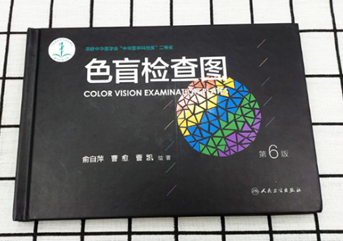 色盲检查图
COLOR VISION EXAMINATION PLATE
俞自萍 曹愈 曹凯 编著
第6版
人民卫生出版社